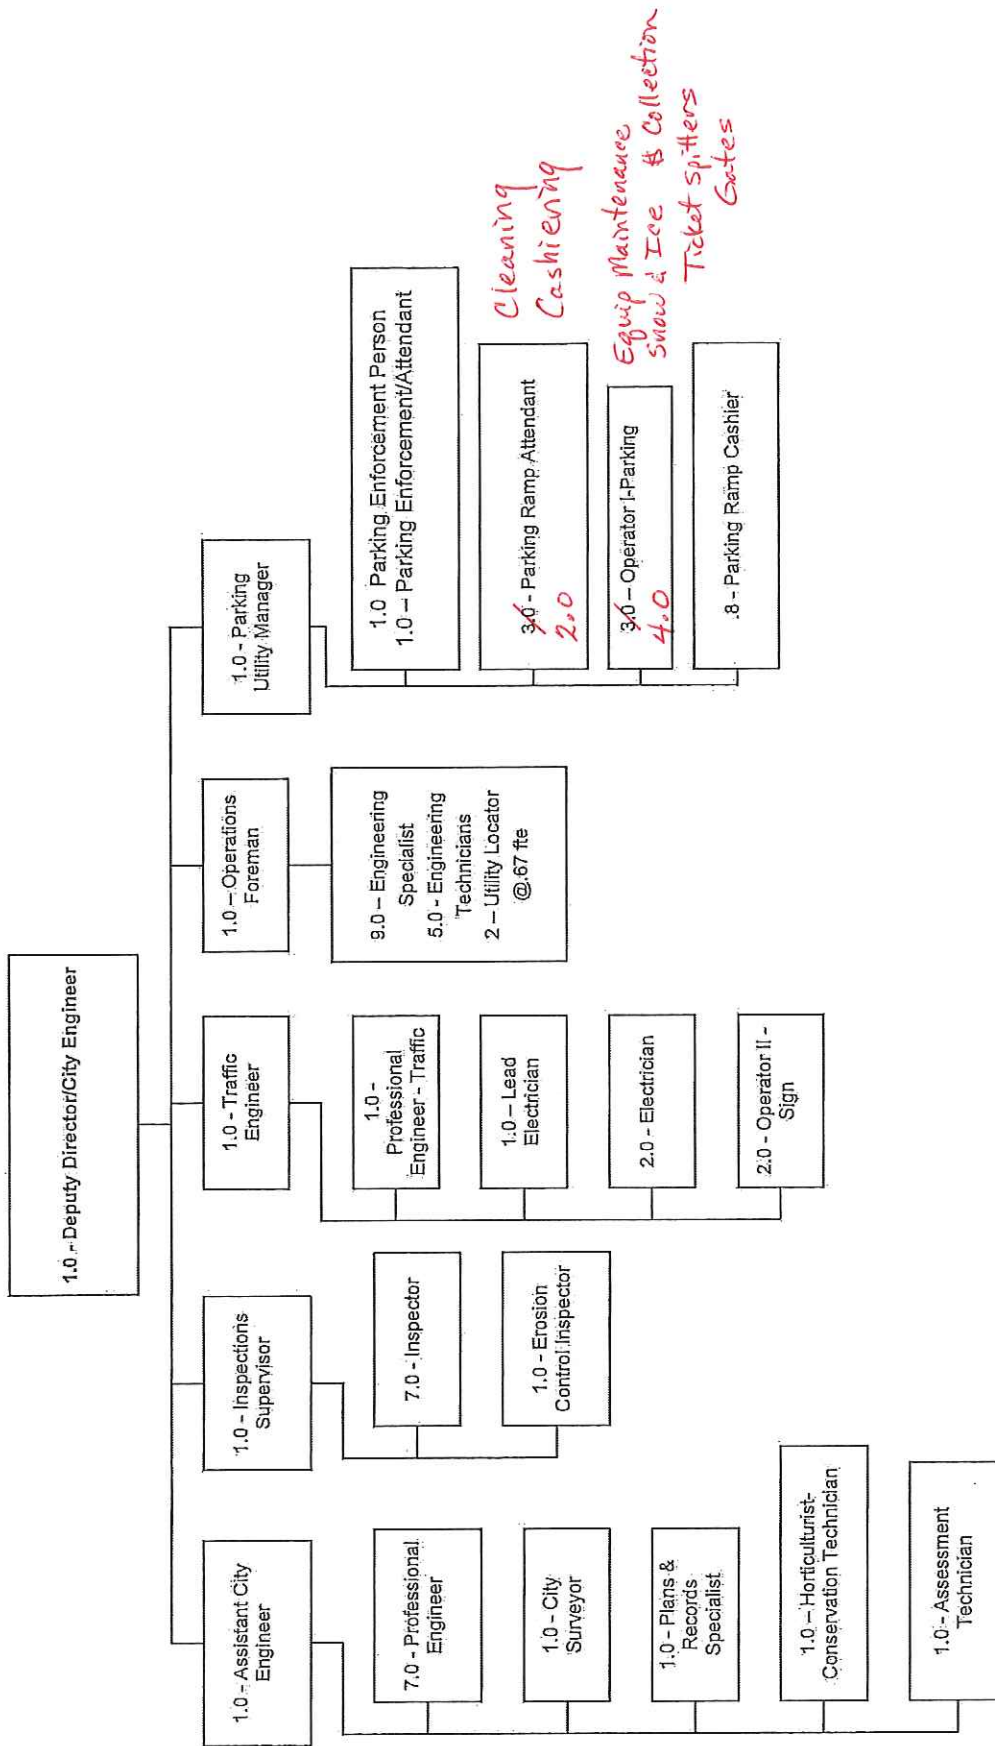 1.0 - Deputy Director/City Engineer
1.0 - Assistant City
Engineer
7.0 - Professional
Engineer
1.0 - City
Surveyor
1.0 - Plans &
Records
Specialist
1.0 – Horticulturist-
Conservation Technician
1.0 - Assessment
Technician
1.0 - Inspections
Supervisor
7.0 - Inspector
1.0 - Erosion
Control Inspector
1.0 - Traffic
Engineer
1.0 -
Professional
Engineer - Traffic
1.0 – Lead
Electrician
2.0 - Electrician
2.0 - Operator II -
Sign
1.0 – Operations
Foreman
9.0 – Engineering
Specialist
5.0 - Engineering
Technicians
2 – Utility Locator
@.67 fte
1.0 - Parking
Utility Manager
1.0 Parking Enforcement Person
1.0 – Parking Enforcement/Attendant
3.0 - Parking Ramp Attendant
2.0
Cleaning
Cashiering
3.0 – Operator I-Parking
4.0
Equip Maintenance
Snow & Ice $ Collection
Ticket spitters
Gates
.8 - Parking Ramp Cashier